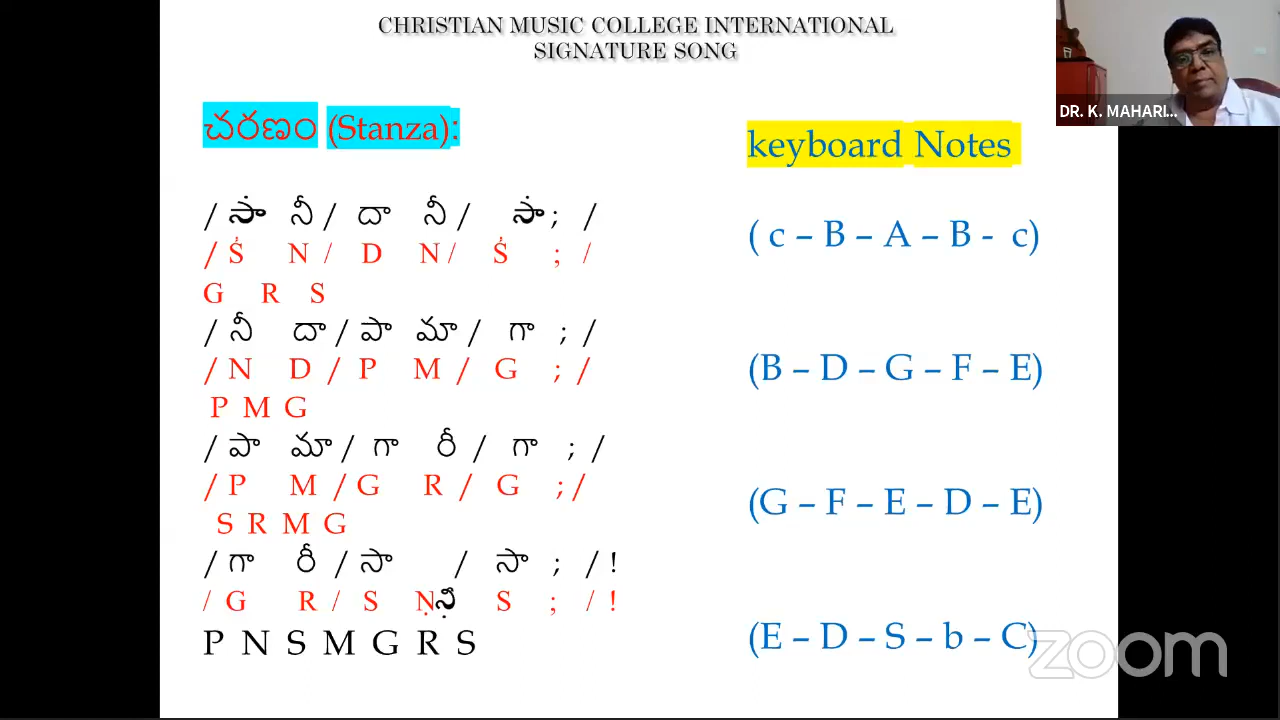 CHRISTIAN MUSIC COLLEGE INTERNATIONAL
SIGNATURE SONG
DR. K. MAHARI...
చరణం (Stanza):
keyboard Notes
/ సాׁ నీ / దా నీ / సాׁ ; /
/ Ṡ N / D N / Ṡ ; /
( c – B – A – B - c)
G R S
/ నీ దా / పా మా / గా ; /
/ N D / P M / G ; /
(B – D – G – F – E)
P M G
/ పా మా / గా రీ / గా ; /
/ P M / G R / G ; /
(G – F – E – D – E)
S R M G
/ గా రీ / సా / సా ; / !
/ G R / S Ṇ నీ̣ S ; / !
P N S M G R S
(E – D – S – b – C)
zoom